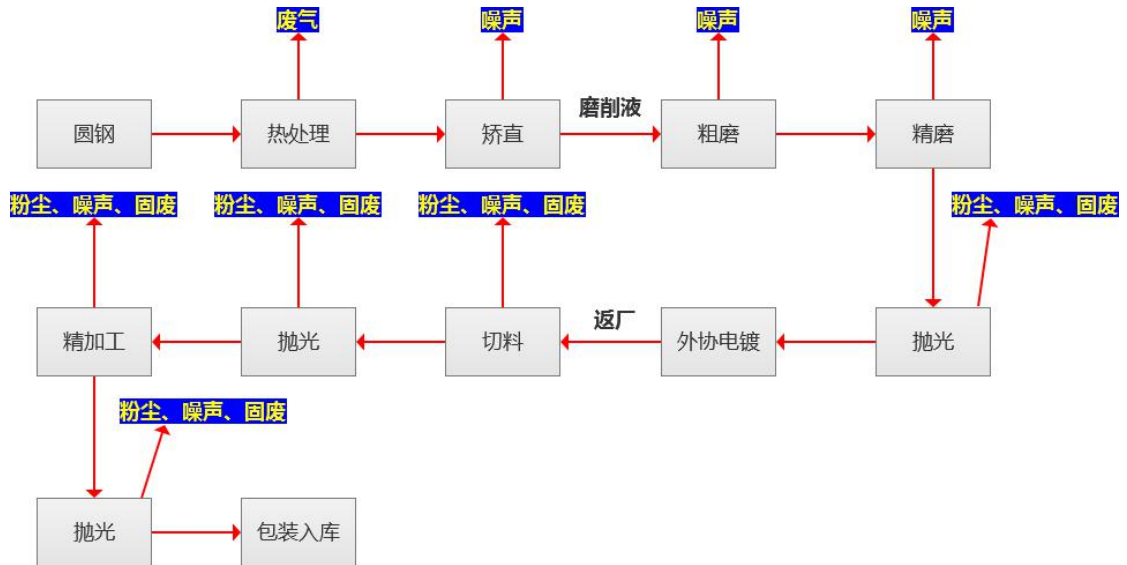 废气 噪声 噪声 噪声
磨削液
圆钢 热处理 矫直 粗磨 精磨
粉尘、噪声、固废 粉尘、噪声、固废 粉尘、噪声、固废 粉尘、噪声、固废
返厂
精加工 抛光 切料 外协电镀 抛光
粉尘、噪声、固废
抛光 包装入库